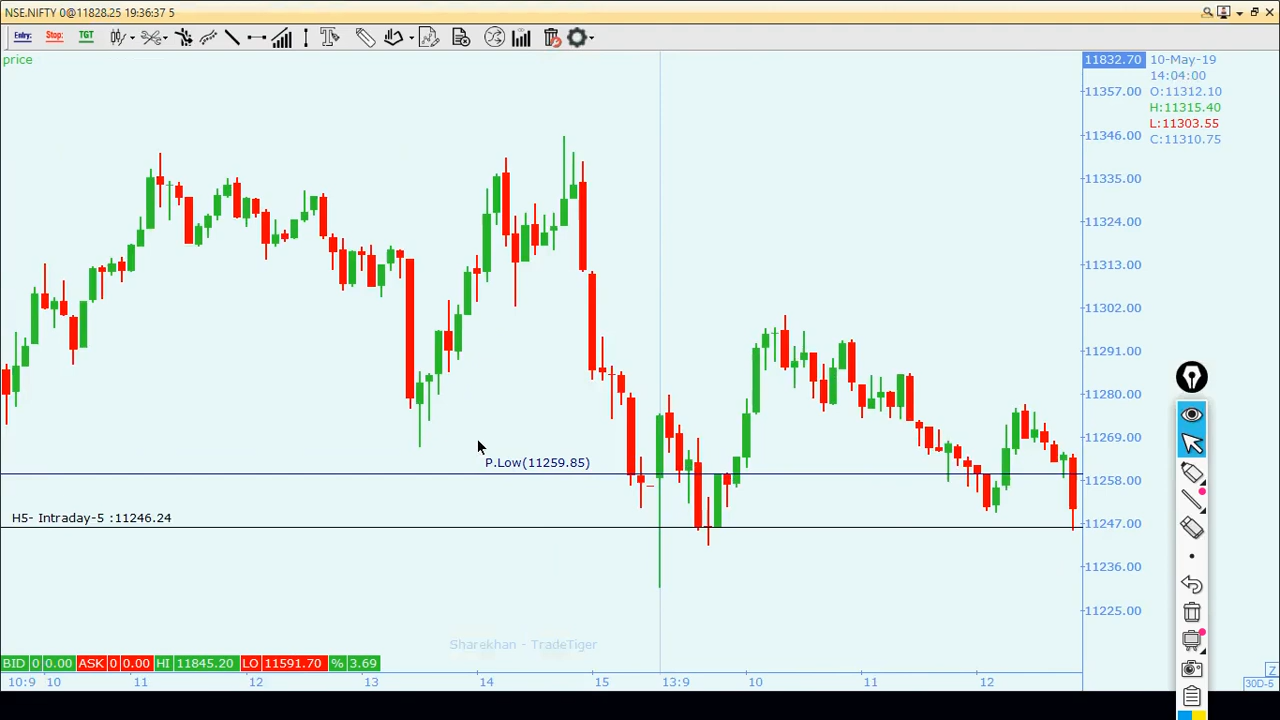 NSE.NIFTY 0@11828.25 19:36:37 5
Entry: Stop: TGT
price
11832.70
11357.00
11346.00
11335.00
11324.00
11313.00
11302.00
11291.00
11280.00
11269.00
11258.00
11247.00
11236.00
11225.00
10-May-19
14:04:00
O:11312.10
H:11315.40
L:11303.55
C:11310.75
P.Low(11259.85)
H5- Intraday-5 :11246.24
Sharekhan - TradeTiger
BID 0 0.00 ASK 0 0.00 HI 11845.20 LO 11591.70 % 3.69
10:9 10 11 12 13 14 15 13:9 10 11 12
Z
30D-5